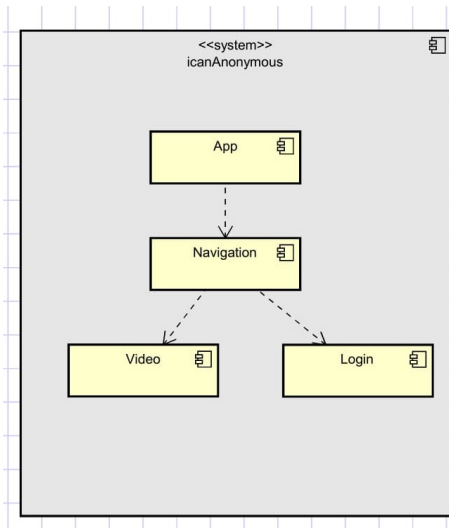 <<system>>
icanAnonymous
App
Navigation
Video
Login